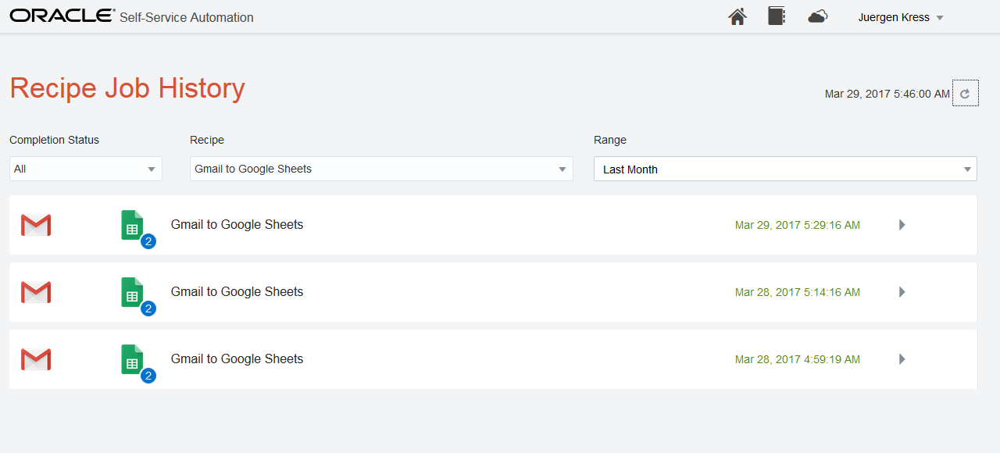 ORACLE® Self-Service Automation
Juergen Kress
Recipe Job History
Mar 29, 2017 5:46:00 AM
Completion Status
Recipe
Range
All
Gmail to Google Sheets
Last Month
Gmail to Google Sheets
Mar 29, 2017 5:29:16 AM
2
Gmail to Google Sheets
Mar 28, 2017 5:14:16 AM
2
Gmail to Google Sheets
Mar 28, 2017 4:59:19 AM
2